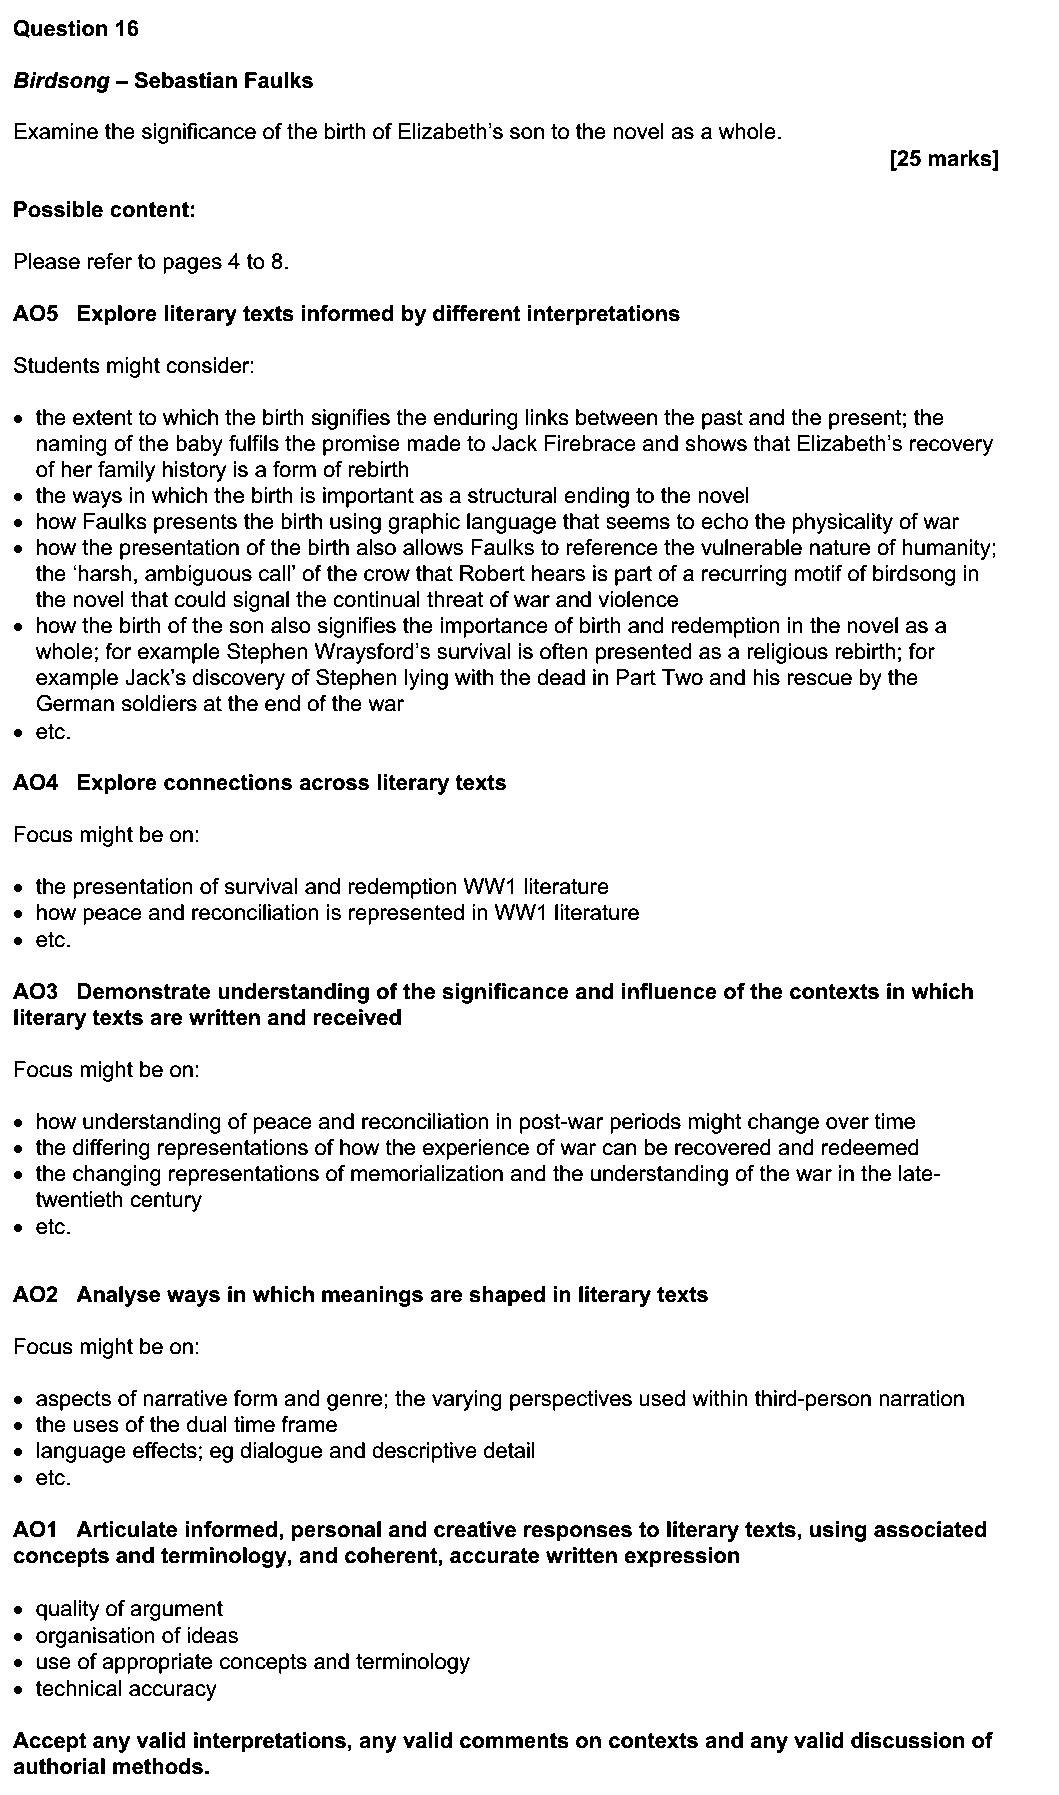 Question 16
Birdsong – Sebastian Faulks
Examine the significance of the birth of Elizabeth's son to the novel as a whole.
[25 marks]
Possible content:
Please refer to pages 4 to 8.
AO5 Explore literary texts informed by different interpretations
Students might consider:
• the extent to which the birth signifies the enduring links between the past and the present; the
naming of the baby fulfils the promise made to Jack Firebrace and shows that Elizabeth's recovery
of her family history is a form of rebirth
• the ways in which the birth is important as a structural ending to the novel
• how Faulks presents the birth using graphic language that seems to echo the physicality of war
• how the presentation of the birth also allows Faulks to reference the vulnerable nature of humanity;
the 'harsh, ambiguous call' of the crow that Robert hears is part of a recurring motif of birdsong in
the novel that could signal the continual threat of war and violence
• how the birth of the son also signifies the importance of birth and redemption in the novel as a
whole; for example Stephen Wraysford's survival is often presented as a religious rebirth; for
example Jack's discovery of Stephen lying with the dead in Part Two and his rescue by the
German soldiers at the end of the war
• etc.
AO4 Explore connections across literary texts
Focus might be on:
• the presentation of survival and redemption WW1 literature
• how peace and reconciliation is represented in WW1 literature
• etc.
AO3 Demonstrate understanding of the significance and influence of the contexts in which
literary texts are written and received
Focus might be on:
• how understanding of peace and reconciliation in post-war periods might change over time
• the differing representations of how the experience of war can be recovered and redeemed
• the changing representations of memorialization and the understanding of the war in the late-
twentieth century
• etc.
AO2 Analyse ways in which meanings are shaped in literary texts
Focus might be on:
• aspects of narrative form and genre; the varying perspectives used within third-person narration
• the uses of the dual time frame
• language effects; eg dialogue and descriptive detail
• etc.
AO1 Articulate informed, personal and creative responses to literary texts, using associated
concepts and terminology, and coherent, accurate written expression
• quality of argument
• organisation of ideas
• use of appropriate concepts and terminology
• technical accuracy
Accept any valid interpretations, any valid comments on contexts and any valid discussion of
authorial methods.